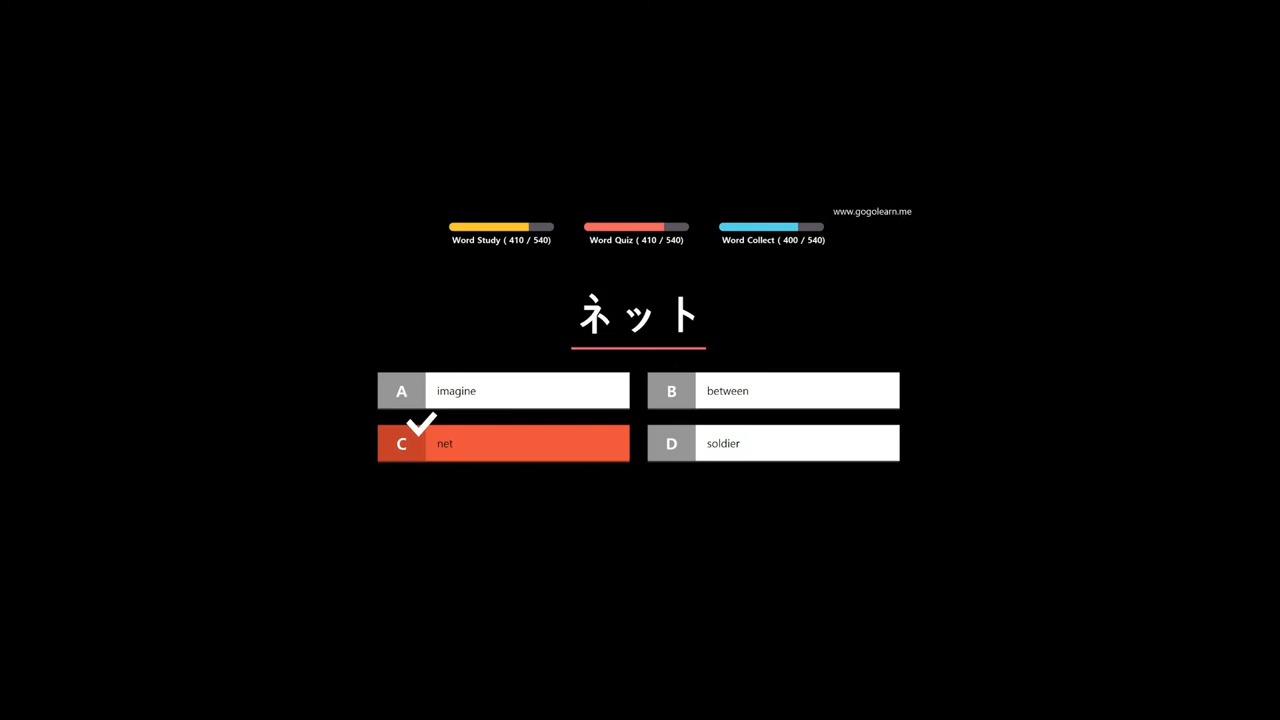 www.gogolearn.me
Word Study ( 410 / 540)
Word Quiz ( 410 / 540)
Word Collect ( 400 / 540)
ネット
A imagine
B between
C net
D soldier